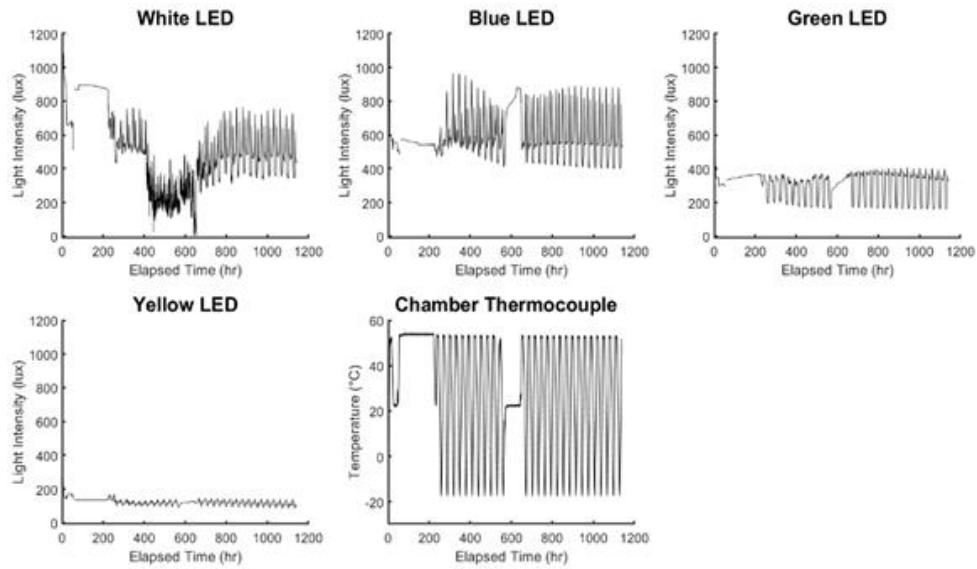 White LED
1200
1000
800
600
400
200
0
Light Intensity (lux)
0 200 400 600 800 1000 1200
Elapsed Time (hr)
Blue LED
1200
1000
800
600
400
200
0
Light Intensity (lux)
0 200 400 600 800 1000 1200
Elapsed Time (hr)
Green LED
1200
1000
800
600
400
200
0
Light Intensity (lux)
0 200 400 600 800 1000 1200
Elapsed Time (hr)
Yellow LED
1200
1000
800
600
400
200
0
Light Intensity (lux)
0 200 400 600 800 1000 1200
Elapsed Time (hr)
Chamber Thermocouple
60
40
20
0
-20
Temperature (°C)
0 200 400 600 800 1000 1200
Elapsed Time (hr)